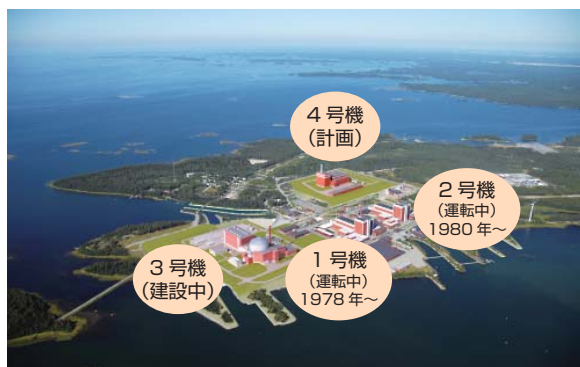 4号機
(計画)
2号機
(運転中)
1980年〜
1号機
(運転中)
1978年〜
3号機
(建設中)